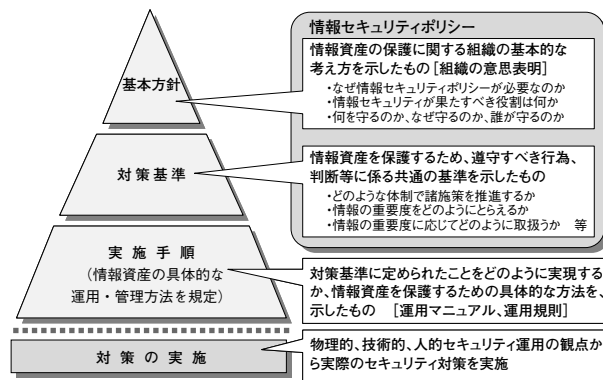 基本方針
対策基準
実施手順
(情報資産の具体的な
運用・管理方法を規定)
対策の実施
情報セキュリティポリシー
情報資産の保護に関する組織の基本的な
考え方を示したもの[組織の意思表明]
・なぜ情報セキュリティポリシーが必要なのか
・情報セキュリティが果たすべき役割は何か
・何を守るのか、なぜ守るのか、誰が守るのか
情報資産を保護するため、遵守すべき行為、
判断等に係る共通の基準を示したもの
・どのような体制で諸施策を推進するか
・情報の重要度をどのようにとらえるか
・情報の重要度に応じてどのように取扱うか 等
対策基準に定められたことをどのように実現する
か、情報資産を保護するための具体的な方法を、
示したもの [運用マニュアル、運用規則]
物理的、技術的、人的セキュリティ運用の観点か
ら実際のセキュリティ対策を実施